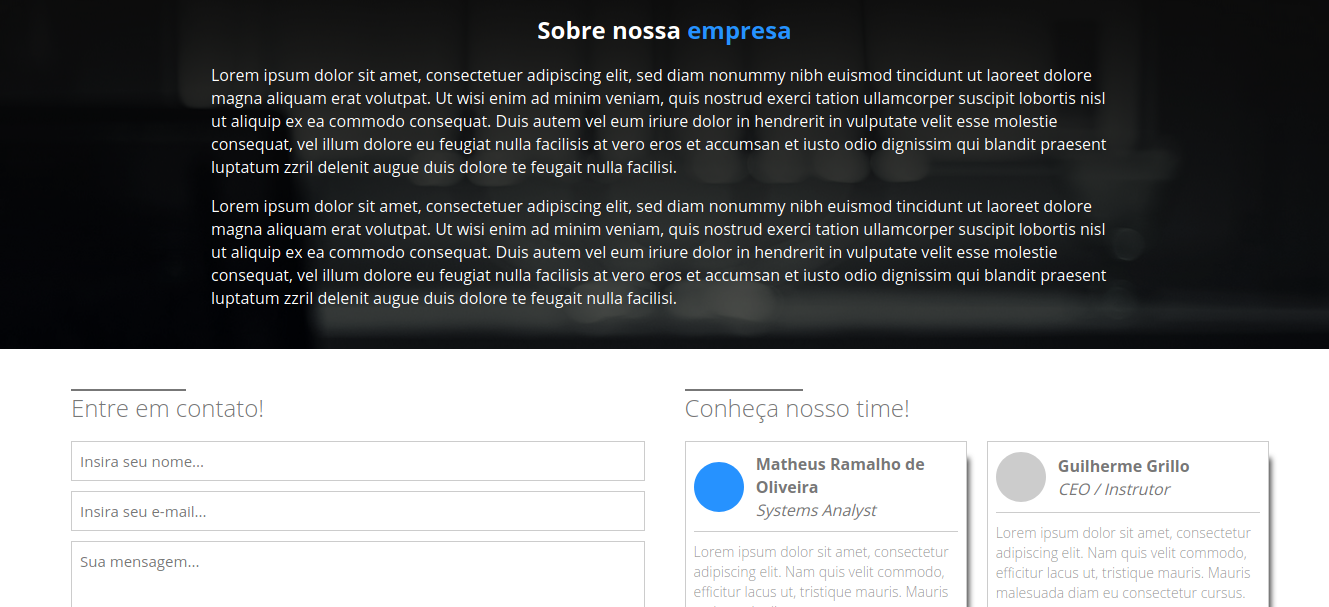 Sobre nossa empresa
Lorem ipsum dolor sit amet, consectetuer adipiscing elit, sed diam nonummy nibh euismod tincidunt ut laoreet dolore
magna aliquam erat volutpat. Ut wisi enim ad minim veniam, quis nostrud exerci tation ullamcorper suscipit lobortis nisl
ut aliquip ex ea commodo consequat. Duis autem vel eum iriure dolor in hendrerit in vulputate velit esse molestie
consequat, vel illum dolore eu feugiat nulla facilisis at vero eros et accumsan et iusto odio dignissim qui blandit praesent
luptatum zzril delenit augue duis dolore te feugait nulla facilisi.
Lorem ipsum dolor sit amet, consectetuer adipiscing elit, sed diam nonummy nibh euismod tincidunt ut laoreet dolore
magna aliquam erat volutpat. Ut wisi enim ad minim veniam, quis nostrud exerci tation ullamcorper suscipit lobortis nisl
ut aliquip ex ea commodo consequat. Duis autem vel eum iriure dolor in hendrerit in vulputate velit esse molestie
consequat, vel illum dolore eu feugiat nulla facilisis at vero eros et accumsan et iusto odio dignissim qui blandit praesent
luptatum zzril delenit augue duis dolore te feugait nulla facilisi.
Entre em contato!
Insira seu nome...
Insira seu e-mail...
Sua mensagem...
Conheça nosso time!
Matheus Ramalho de
Oliveira
Systems Analyst
Lorem ipsum dolor sit amet, consectetur
adipiscing elit. Nam quis velit commodo,
efficitur lacus ut, tristique mauris. Mauris
Guilherme Grillo
CEO / Instrutor
Lorem ipsum dolor sit amet, consectetur
adipiscing elit. Nam quis velit commodo,
efficitur lacus ut, tristique mauris. Mauris
malesuada diam eu consectetur cursus.